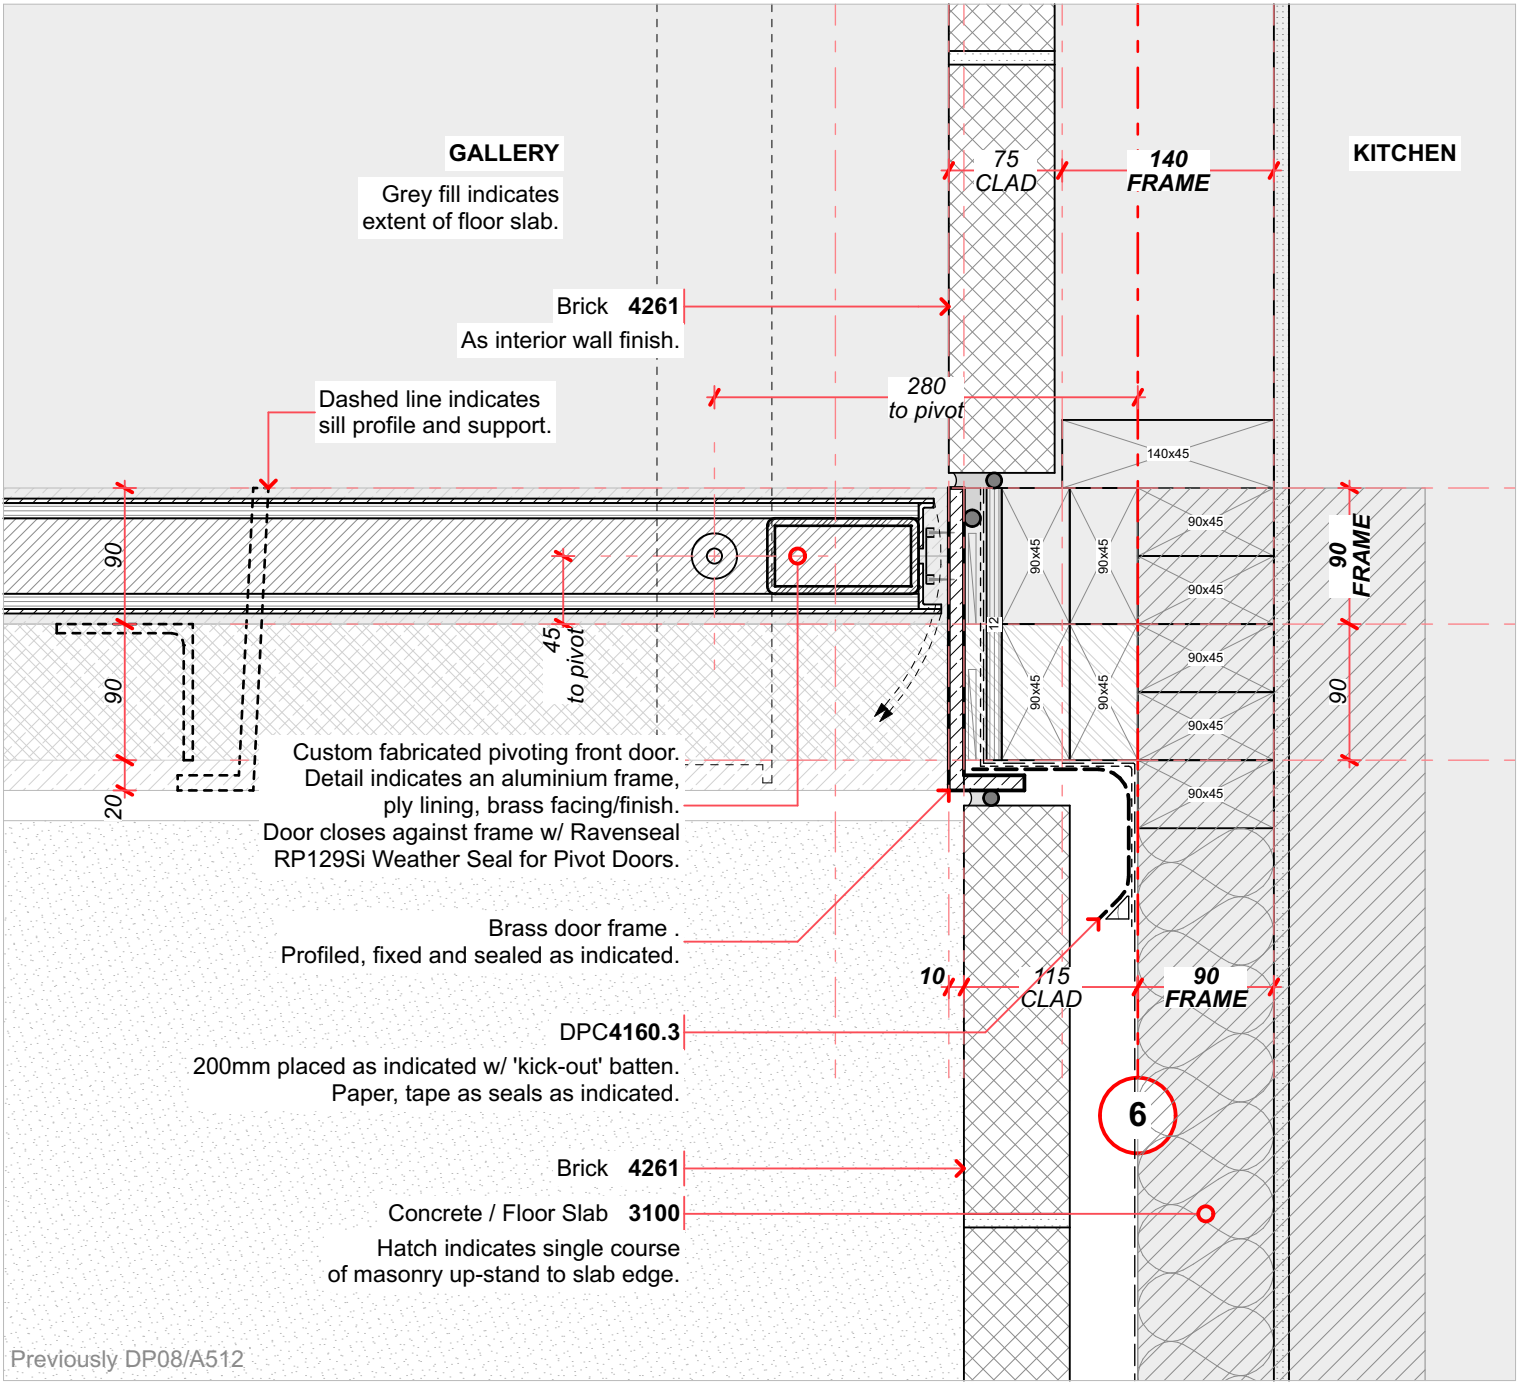 GALLERY
Grey fill indicates
extent of floor slab.
75
CLAD
140
FRAME
KITCHEN
Brick 4261
As interior wall finish.
280
to pivot
Dashed line indicates
sill profile and support.
140x45
90
90
20
45
to pivot
12
90x45
90x45
90x45
90x45
90x45
90x45
90x45
90x45
90x45
90
FRAME
90
Custom fabricated pivoting front door.
Detail indicates an aluminium frame,
ply lining, brass facing/finish.
Door closes against frame w/ Ravenseal
RP129Si Weather Seal for Pivot Doors.
Brass door frame .
Profiled, fixed and sealed as indicated.
10
115
CLAD
90
FRAME
DPC4160.3
200mm placed as indicated w/ 'kick-out' batten.
Paper, tape as seals as indicated.
6
Brick 4261
Concrete / Floor Slab 3100
Hatch indicates single course
of masonry up-stand to slab edge.
Previously DP08/A512